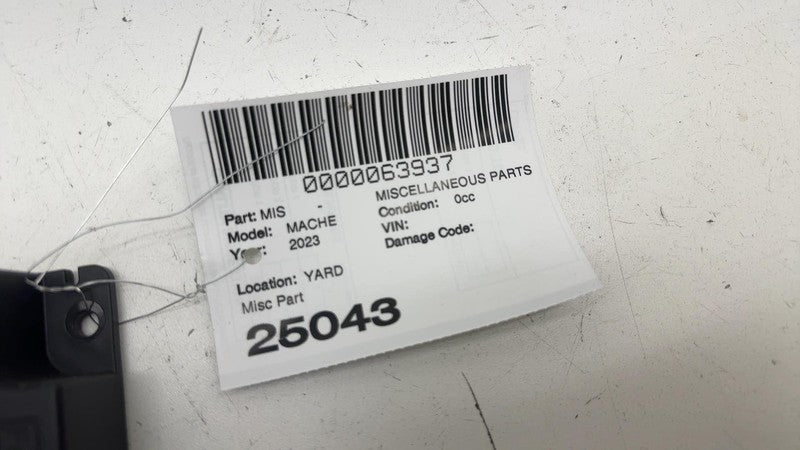 0000063937
MISCELLANEOUS PARTS
Part: MIS -
Condition: 0cc
Model: MACHE
VIN:
Year: 2023
Damage Code:
Location: YARD
Misc Part
25043